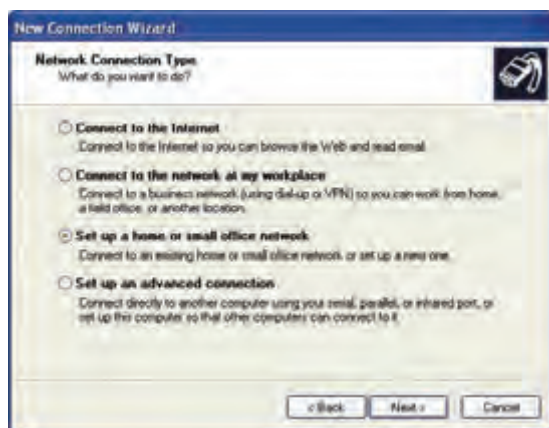 New Connection Wizard
Network Connection Type
What do you want to do?
Connect to the Internet
Connect to the Internet so you can browse the Web and read email.
Connect to the network at my workplace
Connect to a business network (using dial-up or VPN) so you can work from home,
a field office, or another location.
Set up a home or small office network
Connect to an existing home or small office network or set up a new one.
Set up an advanced connection
Connect directly to another computer using your serial, parallel, or infrared port, or
set up this computer so that other computers can connect to it.
< Back
Next >
Cancel